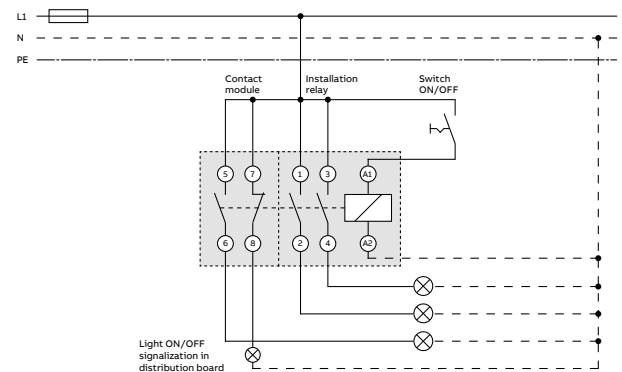 L1
N
PE
Contact
module
Installation
relay
Switch
ON/OFF
5 7 1 3 A1
6 8 2 4 A2
Light ON/OFF
signalization in
distribution board